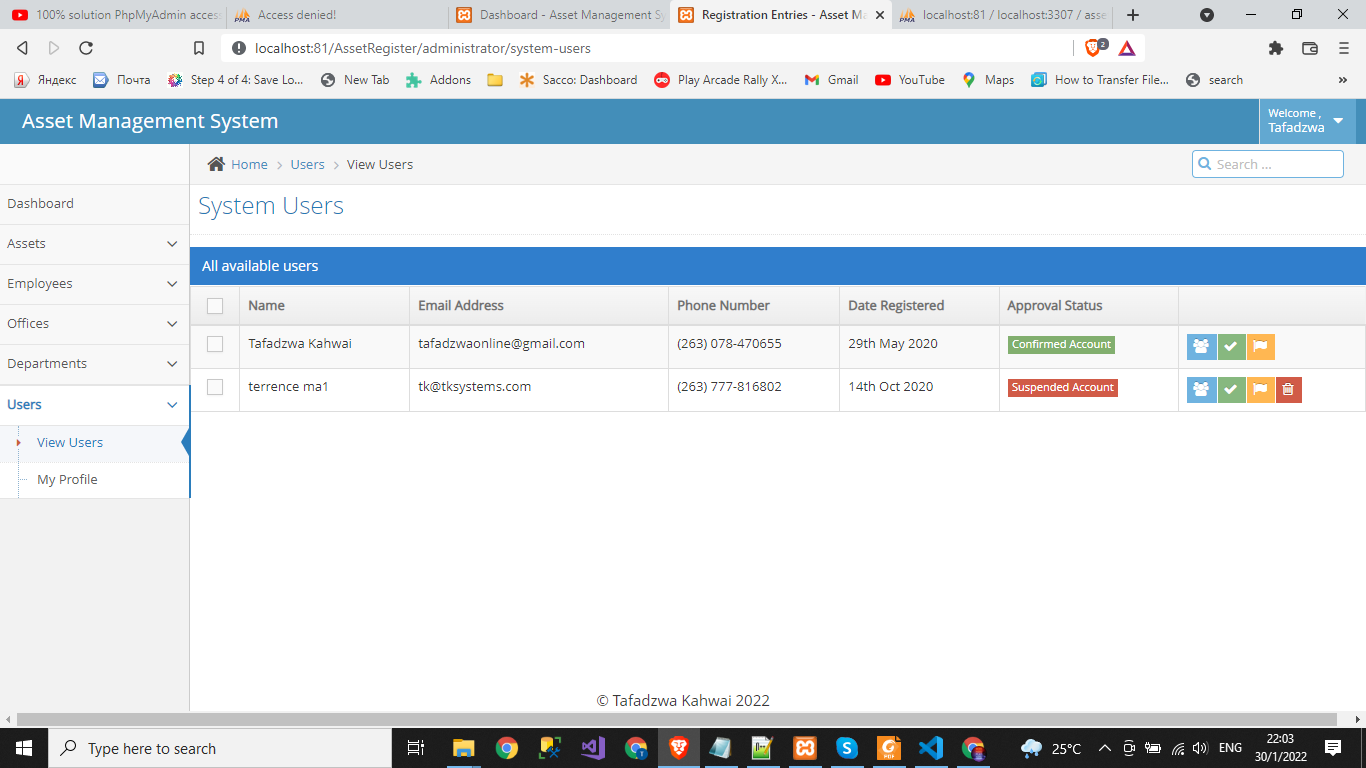 100% solution PhpMyAdmin acces
Access denied!
Dashboard - Asset Management Sy
Registration Entries - Asset Ma
localhost:81 / localhost:3307 / asse
localhost:81/AssetRegister/administrator/system-users
2
Яндекс
Почта
Step 4 of 4: Save Lo...
New Tab
Addons
Sacco: Dashboard
Play Arcade Rally X...
Gmail
YouTube
Maps
How to Transfer File...
search
Asset Management System
Welcome ,
Tafadzwa
Home > Users > View Users
Search ...
Dashboard
Assets
Employees
Offices
Departments
Users
View Users
My Profile
System Users
All available users
Name Email Address Phone Number Date Registered Approval Status
Tafadzwa Kahwai tafadzwaonline@gmail.com (263) 078-470655 29th May 2020 Confirmed Account
terrence ma1 tk@tksystems.com (263) 777-816802 14th Oct 2020 Suspended Account
© Tafadzwa Kahwai 2022
Type here to search
25°C
ENG
22:03
30/1/2022